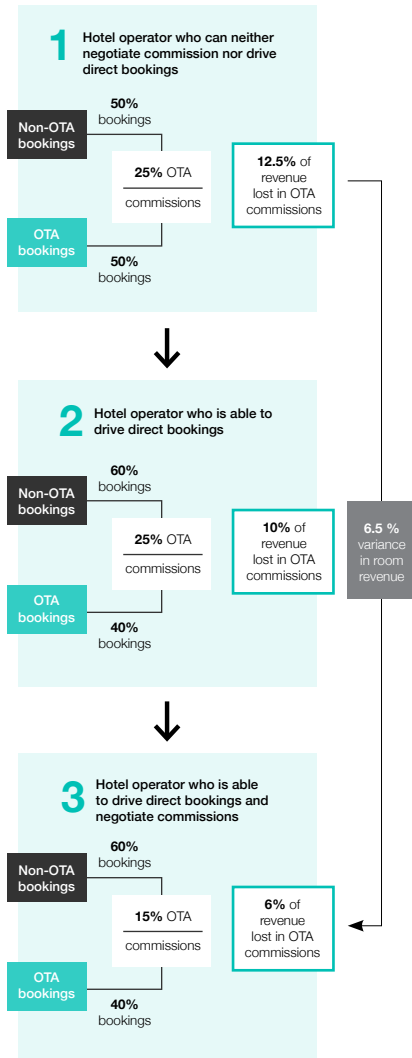 1
Hotel operator who can neither
negotiate commission nor drive
direct bookings
50%
bookings
Non-OTA
bookings
25% OTA
commissions
12.5% of
revenue
lost in OTA
commissions
OTA
bookings
50%
bookings
2
Hotel operator who is able to
drive direct bookings
60%
bookings
Non-OTA
bookings
25% OTA
commissions
10% of
revenue
lost in OTA
commissions
6.5 %
variance
in room
revenue
OTA
bookings
40%
bookings
3
Hotel operator who is able
to drive direct bookings and
negotiate commissions
60%
bookings
Non-OTA
bookings
15% OTA
commissions
6% of
revenue
lost in OTA
commissions
OTA
bookings
40%
bookings